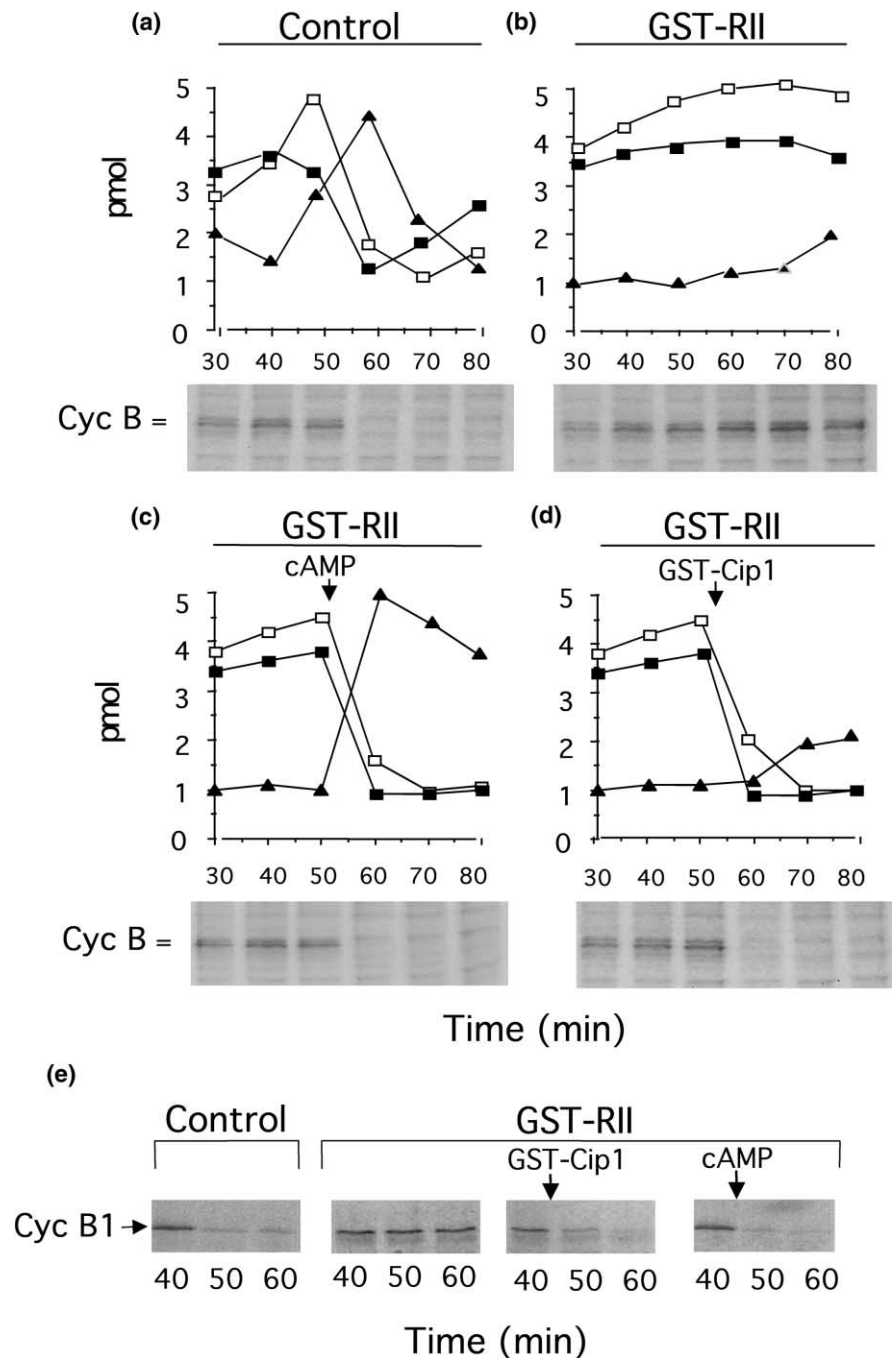 (a) Control (b) GST-RII
5 5
4 4
3 3
2 2
1 1
0 0
pmol
30 40 50 60 70 80 30 40 50 60 70 80
Cyc B =
(c) GST-RII (d) GST-RII
cAMP GST-Cip1
5 5
4 4
3 3
2 2
1 1
0 0
pmol
30 40 50 60 70 80 30 40 50 60 70 80
Cyc B =
Time (min)
(e)
Control GST-RII
GST-Cip1 cAMP
Cyc B1
40 50 60 40 50 60 40 50 60 40 50 60
Time (min)